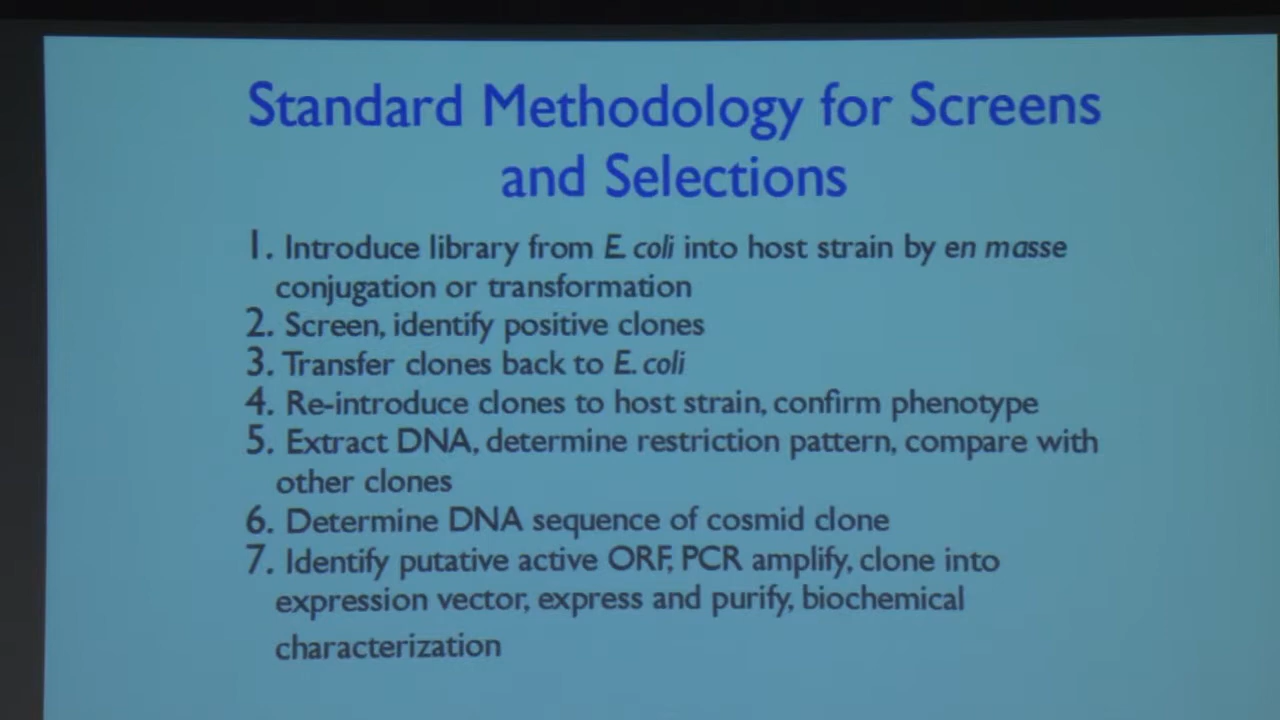 Standard Methodology for Screens
and Selections
1. Introduce library from E. coli into host strain by en masse
conjugation or transformation
2. Screen, identify positive clones
3. Transfer clones back to E. coli
4. Re-introduce clones to host strain, confirm phenotype
5. Extract DNA, determine restriction pattern, compare with
other clones
6. Determine DNA sequence of cosmid clone
7. Identify putative active ORF, PCR amplify, clone into
expression vector, express and purify, biochemical
characterization